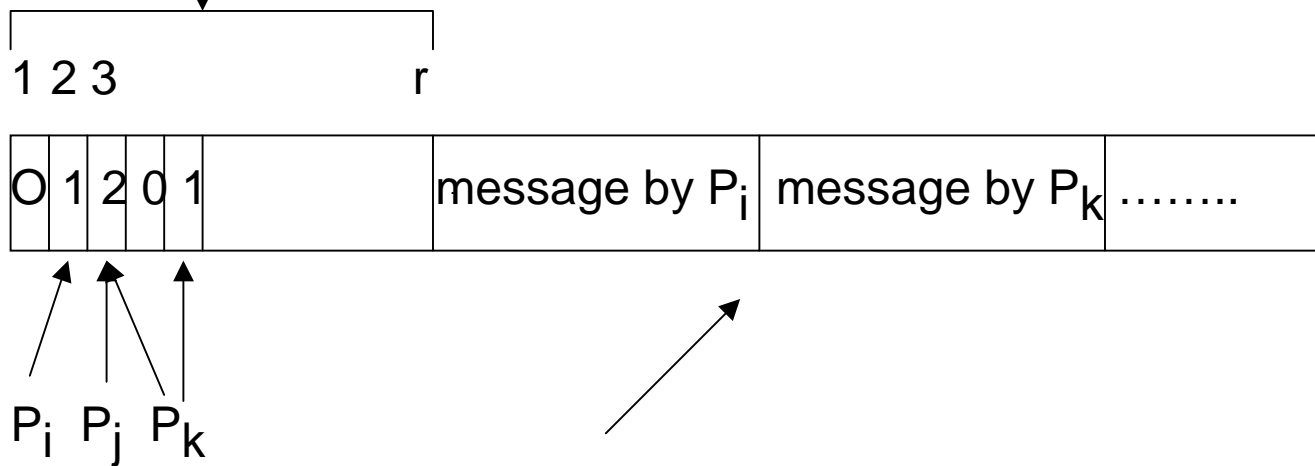 1 2 3 r
O 1 2 0 1 message by Pi message by Pk ……..
Pi Pj Pk